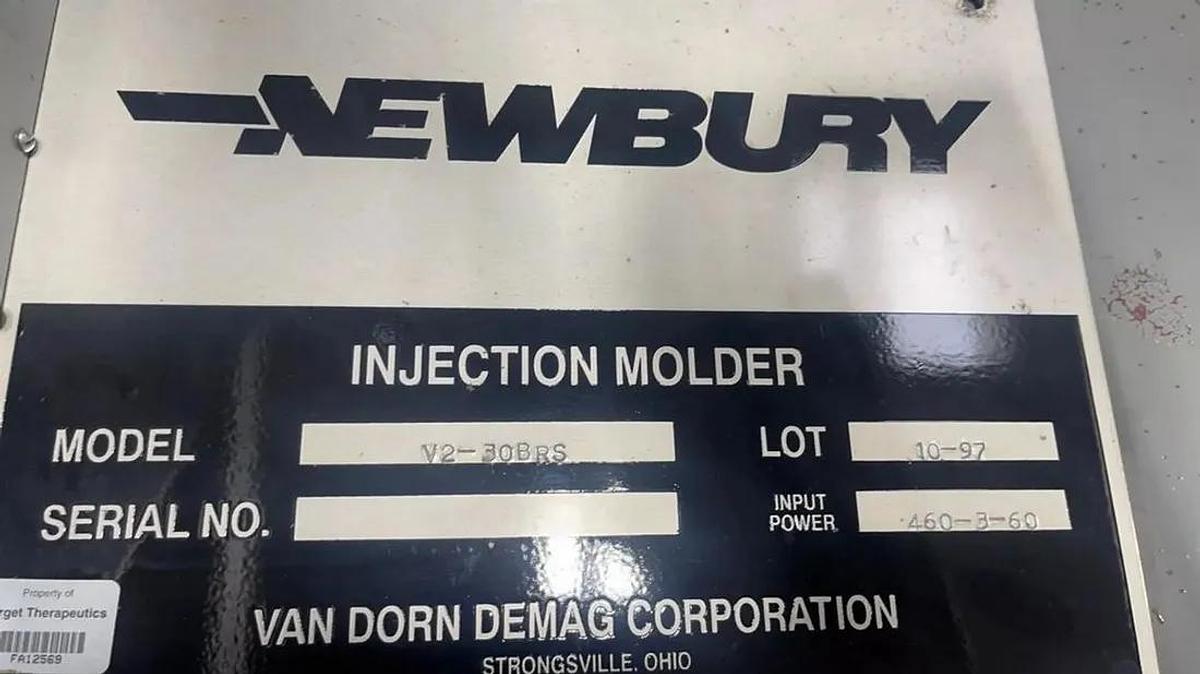 NEWBURY
INJECTION MOLDER
MODEL V2-30BRS LOT 10-97
SERIAL NO. INPUT POWER 460-3-60
Property of
rget Therapeutics
FA12569
VAN DORN DEMAG CORPORATION
STRONGSVILLE, OHIO